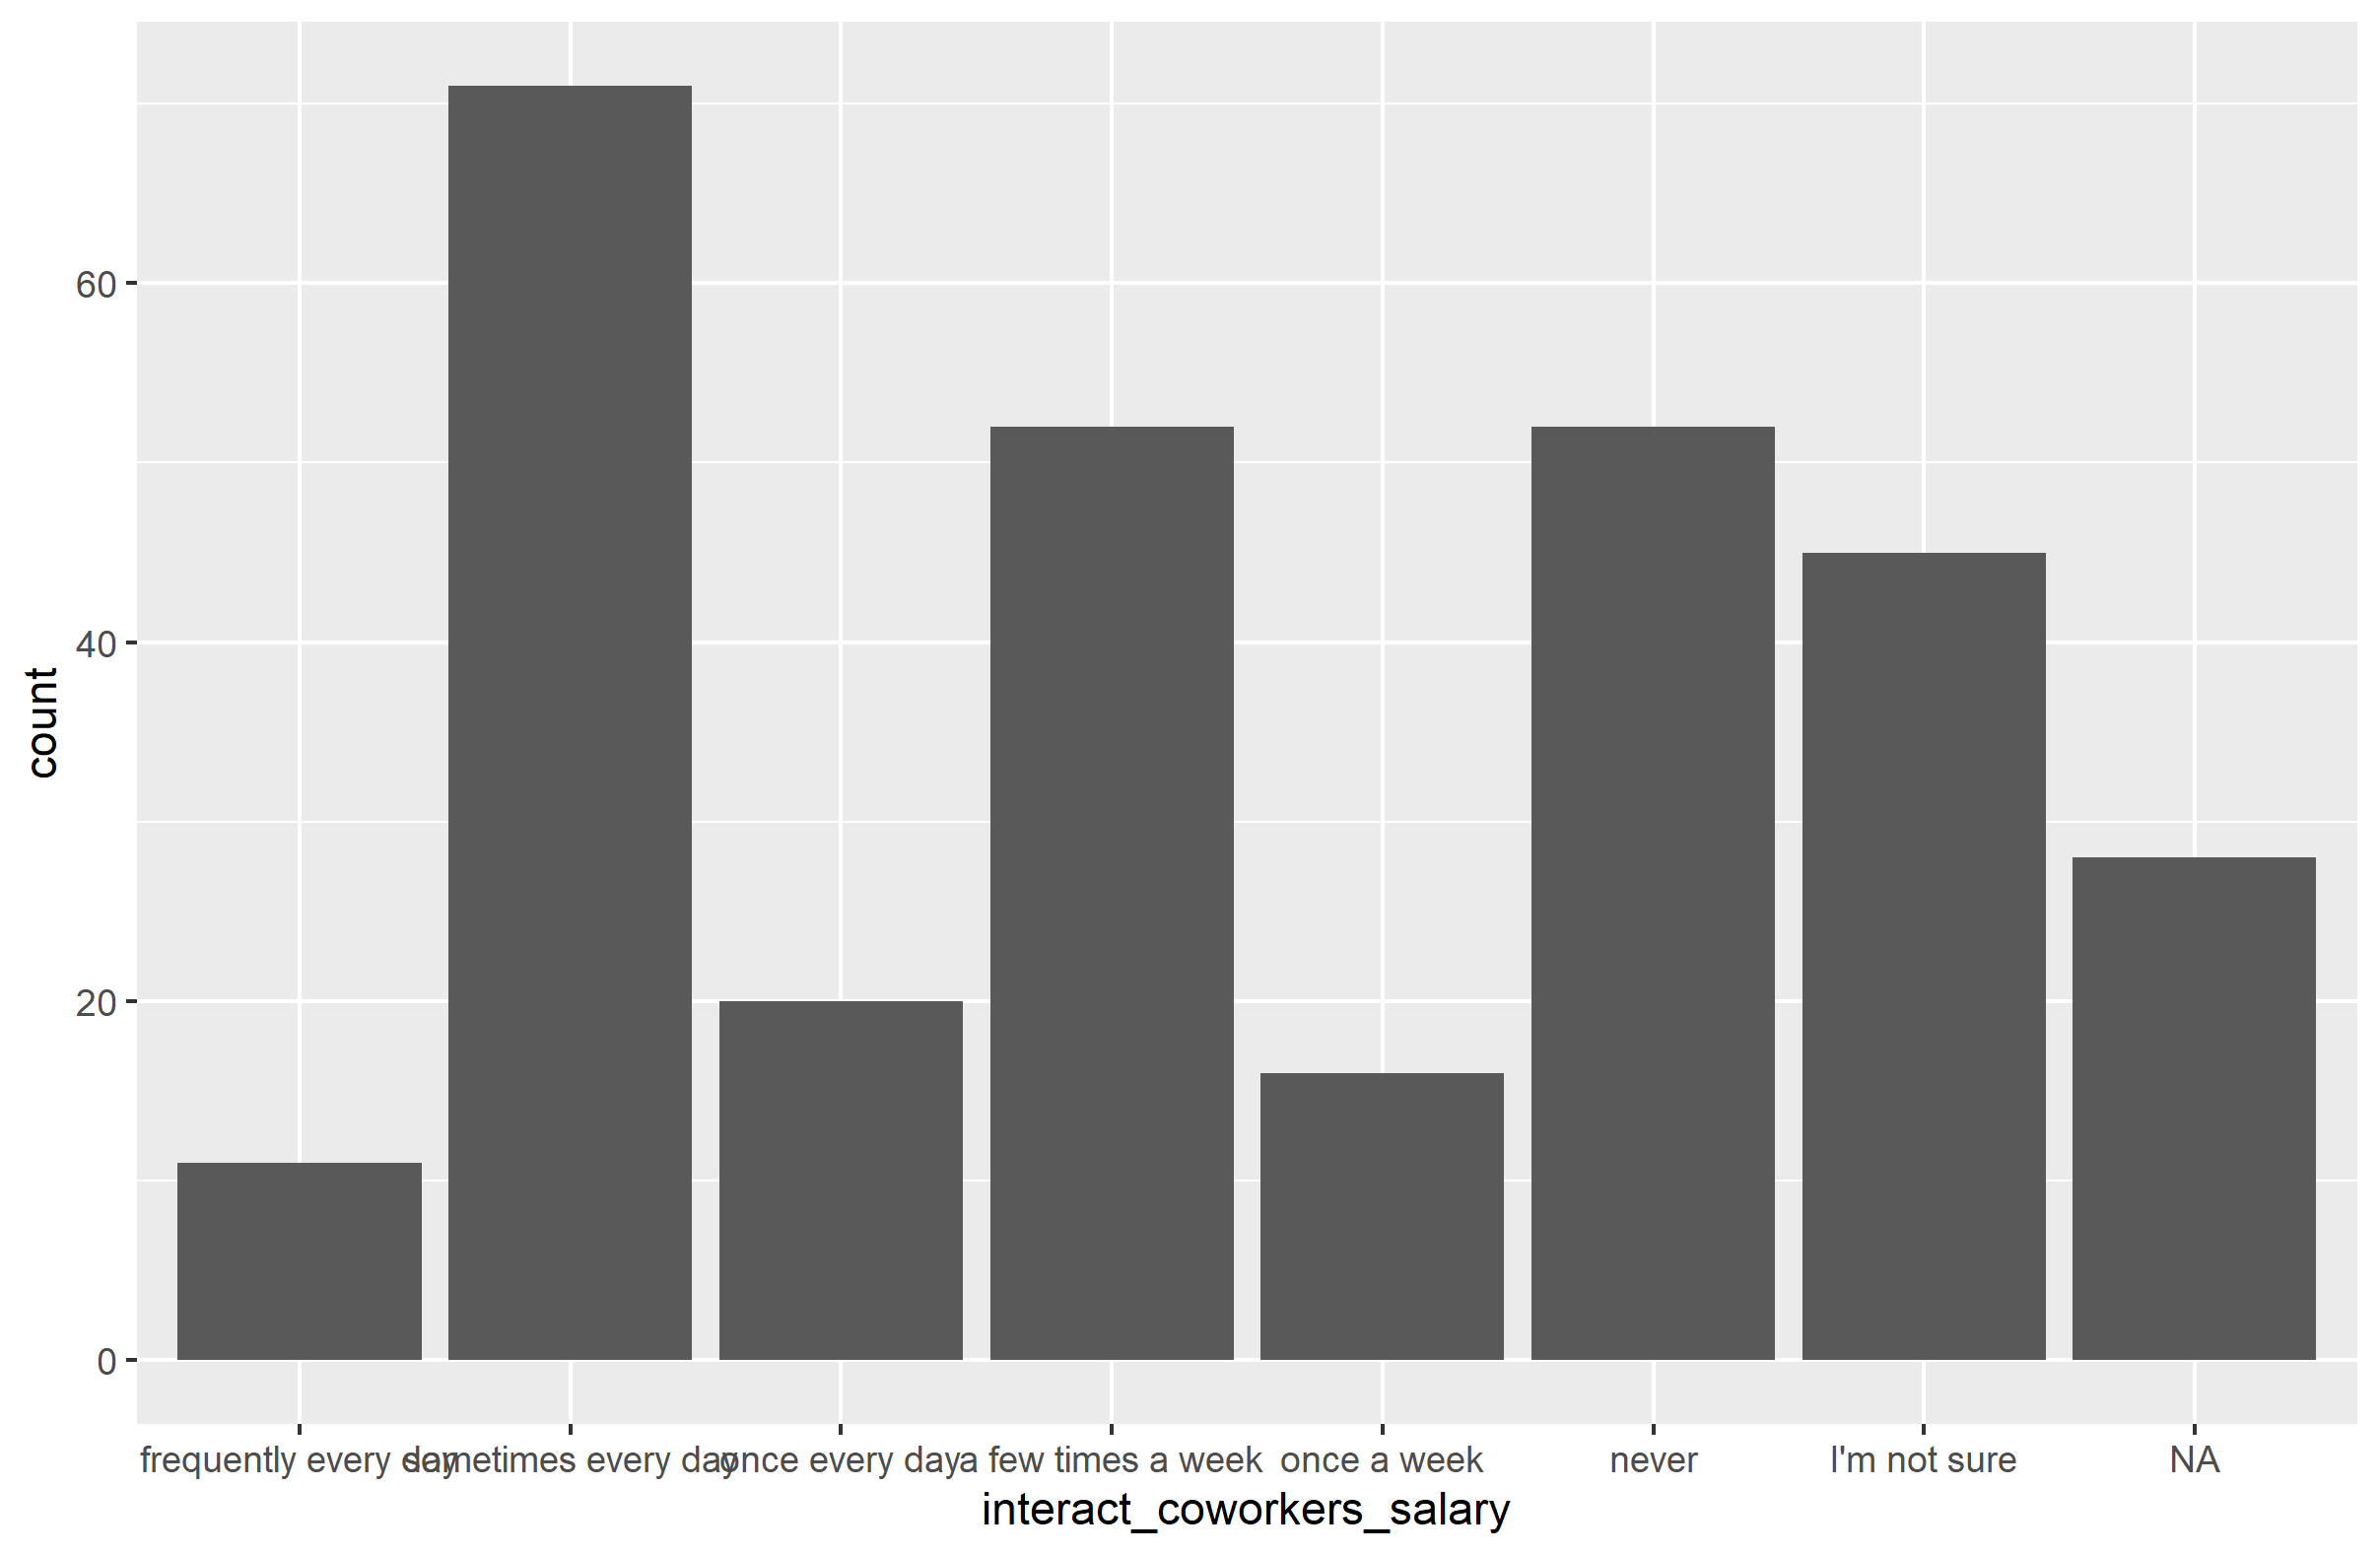 60
40
20
0
count
frequently every day sometimes every day once every day a few times a week once a week never I'm not sure NA
interact_coworkers_salary